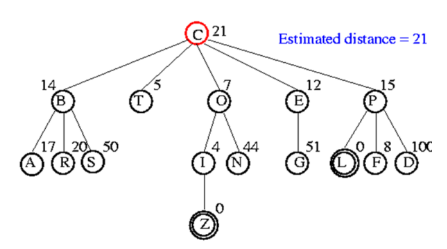 C 21
Estimated distance = 21
14 5 7 12 15
B T O E P
17 20 50 4 44 51 0 8 100
A R S I N G L F D
0
Z